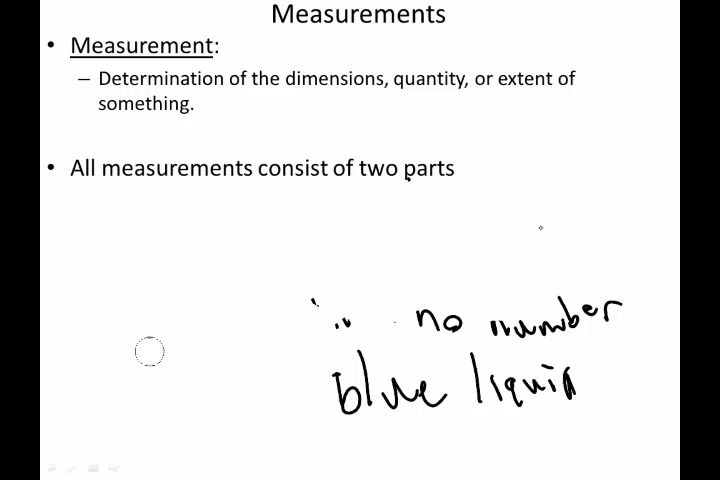 Measurements
• Measurement:
– Determination of the dimensions, quantity, or extent of
something.
• All measurements consist of two parts
no number
blue liquid